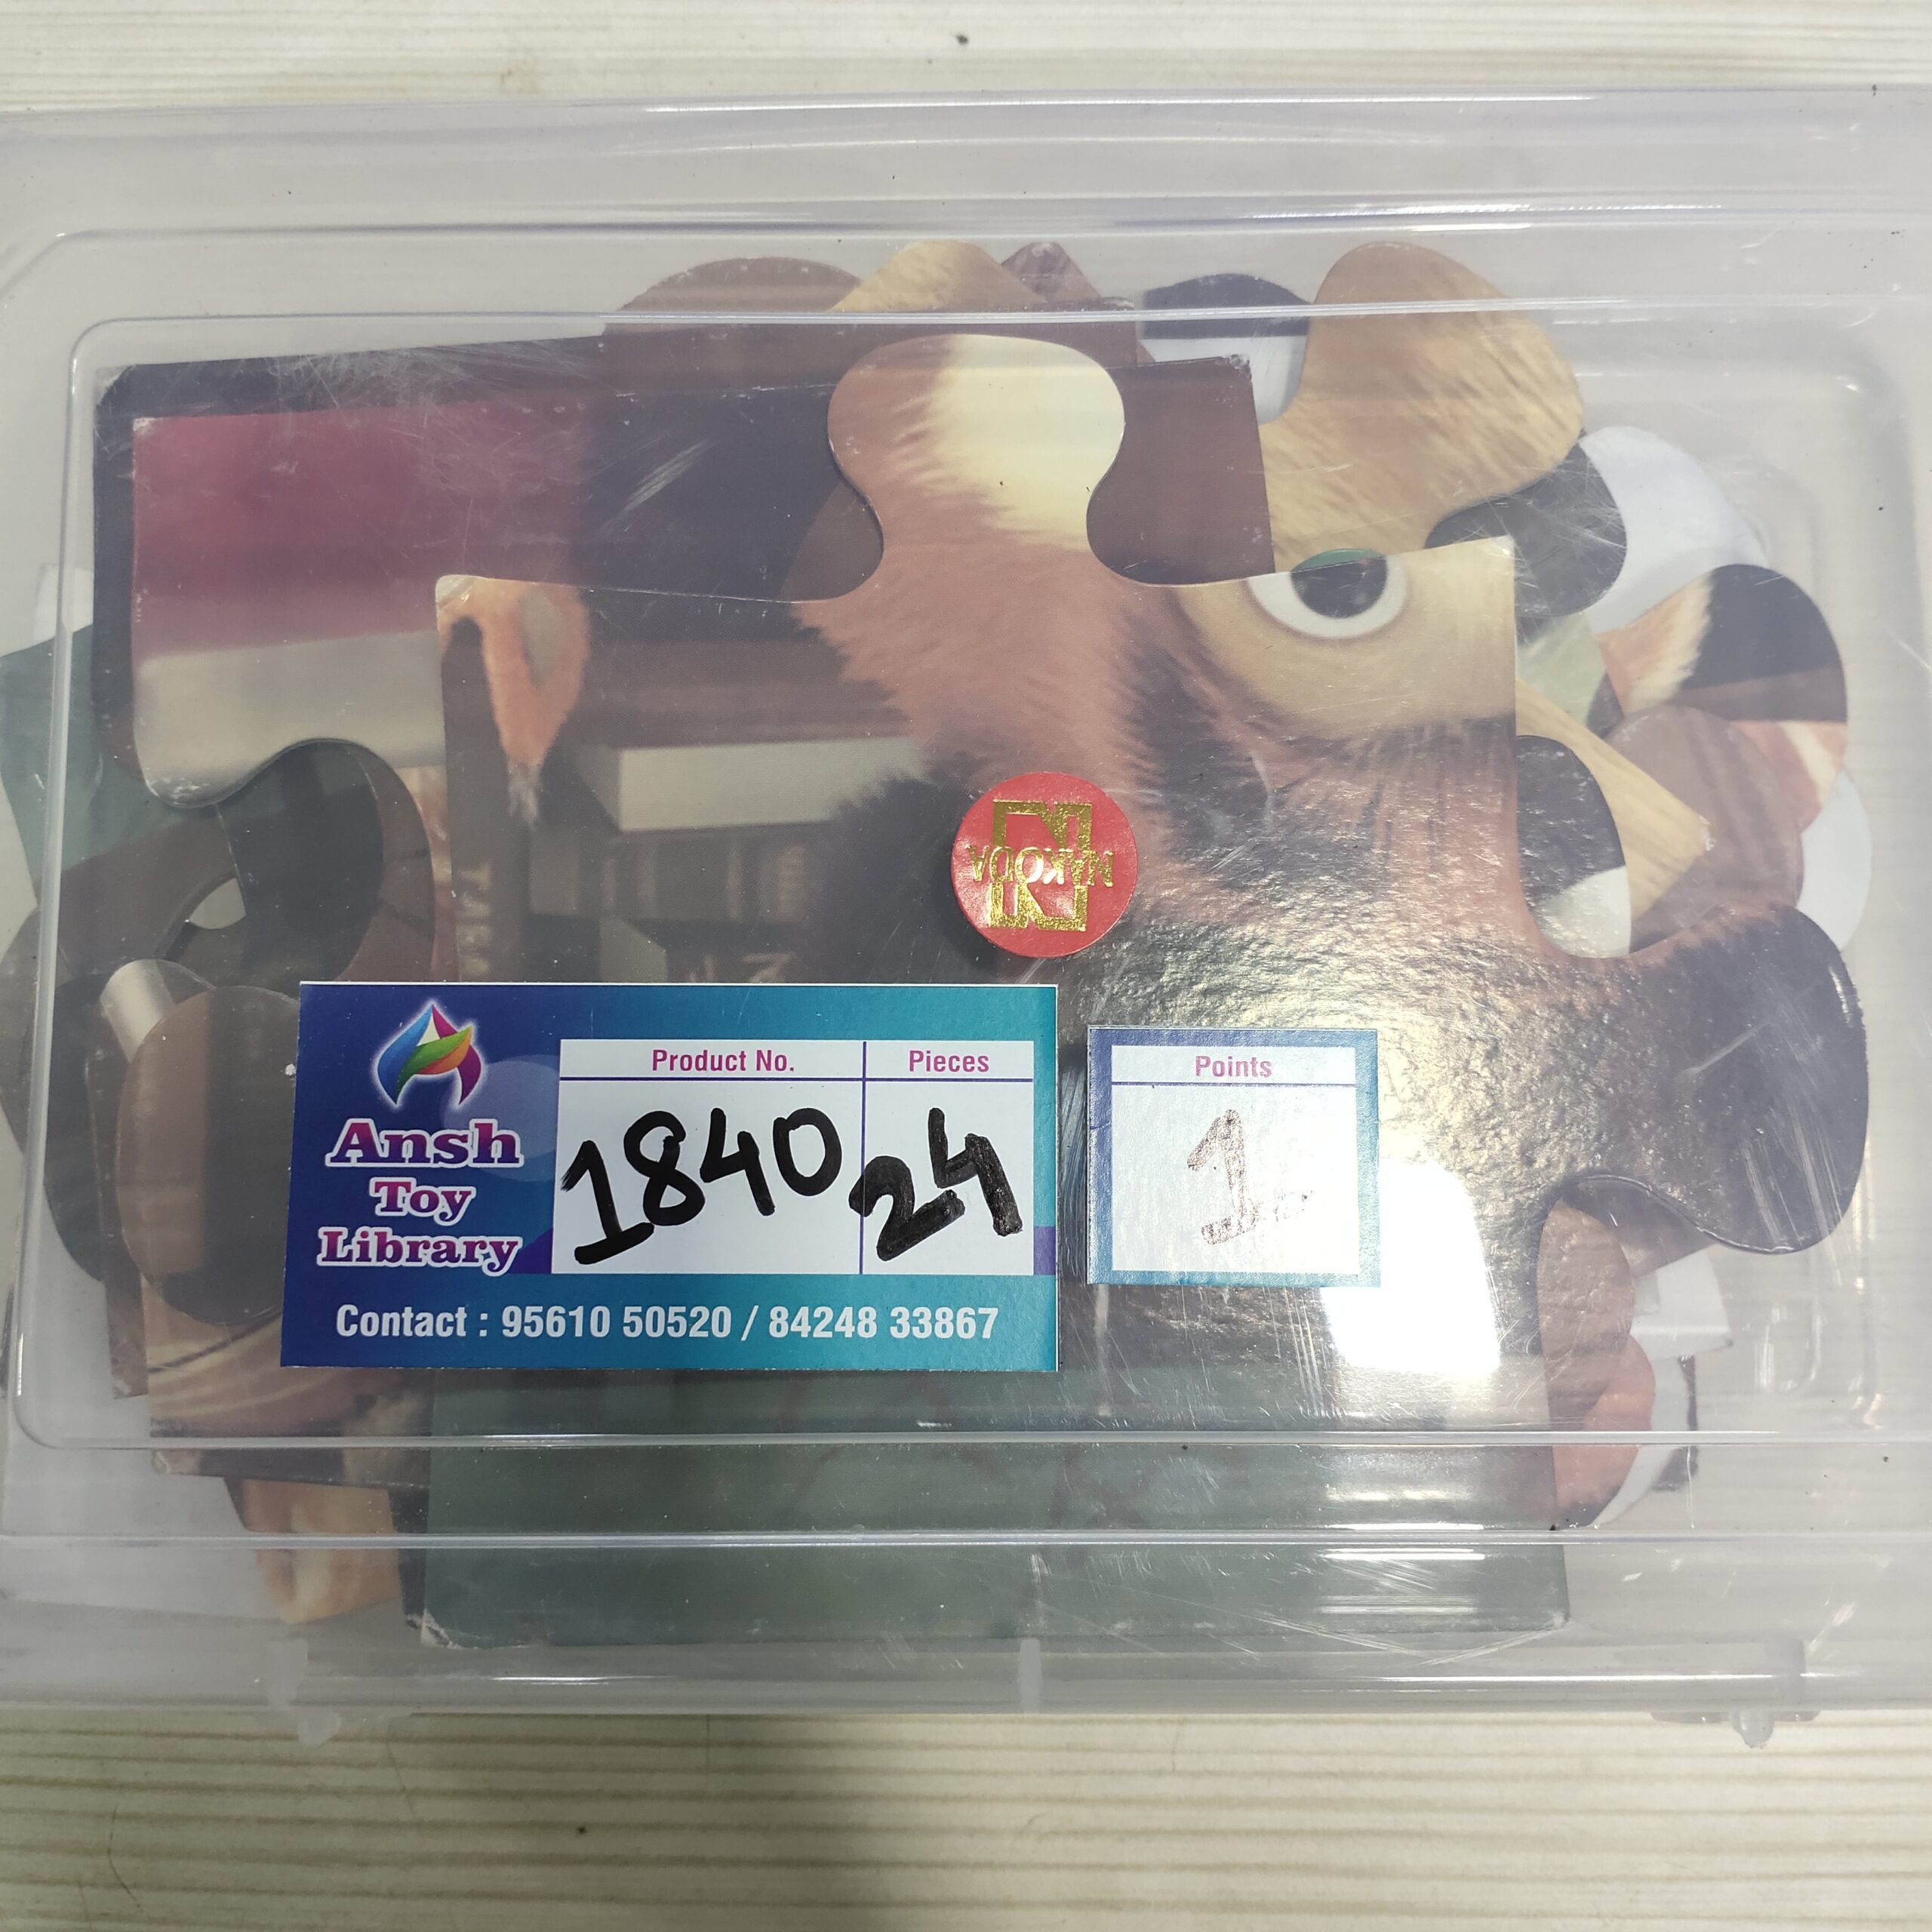 NAKODA
Ansh
Toy
Library
Product No.
Pieces
1840
24
Contact : 95610 50520 / 84248 33867
Points
1